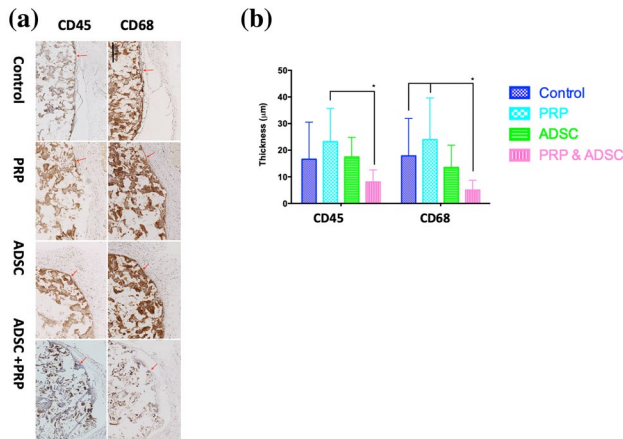 (a)
CD45 CD68
Control
PRP
ADSC
ADSC +PRP
(b)
50
40
30
20
10
0
Thickness (μm)
*
*
CD45 CD68
Control
PRP
ADSC
PRP & ADSC